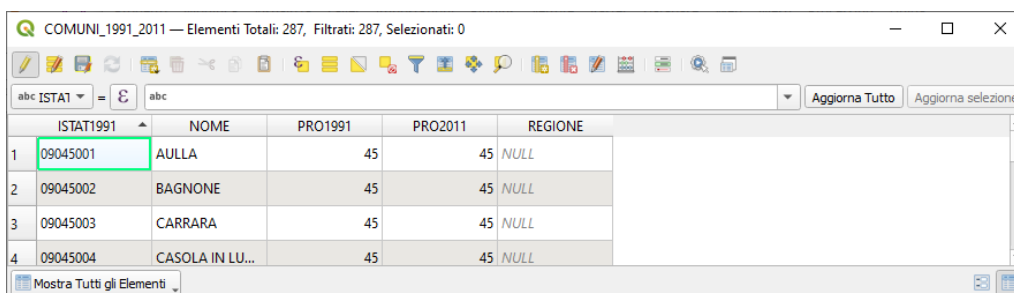 COMUNI_1991_2011 — Elementi Totali: 287, Filtrati: 287, Selezionati: 0
abc ISTAT = ε abc Aggiorna Tutto Aggiorna selezione
ISTAT1991 NOME PRO1991 PRO2011 REGIONE
1 09045001 AULLA 45 45 NULL
2 09045002 BAGNONE 45 45 NULL
3 09045003 CARRARA 45 45 NULL
4 09045004 CASOLA IN LU... 45 45 NULL
Mostra Tutti gli Elementi